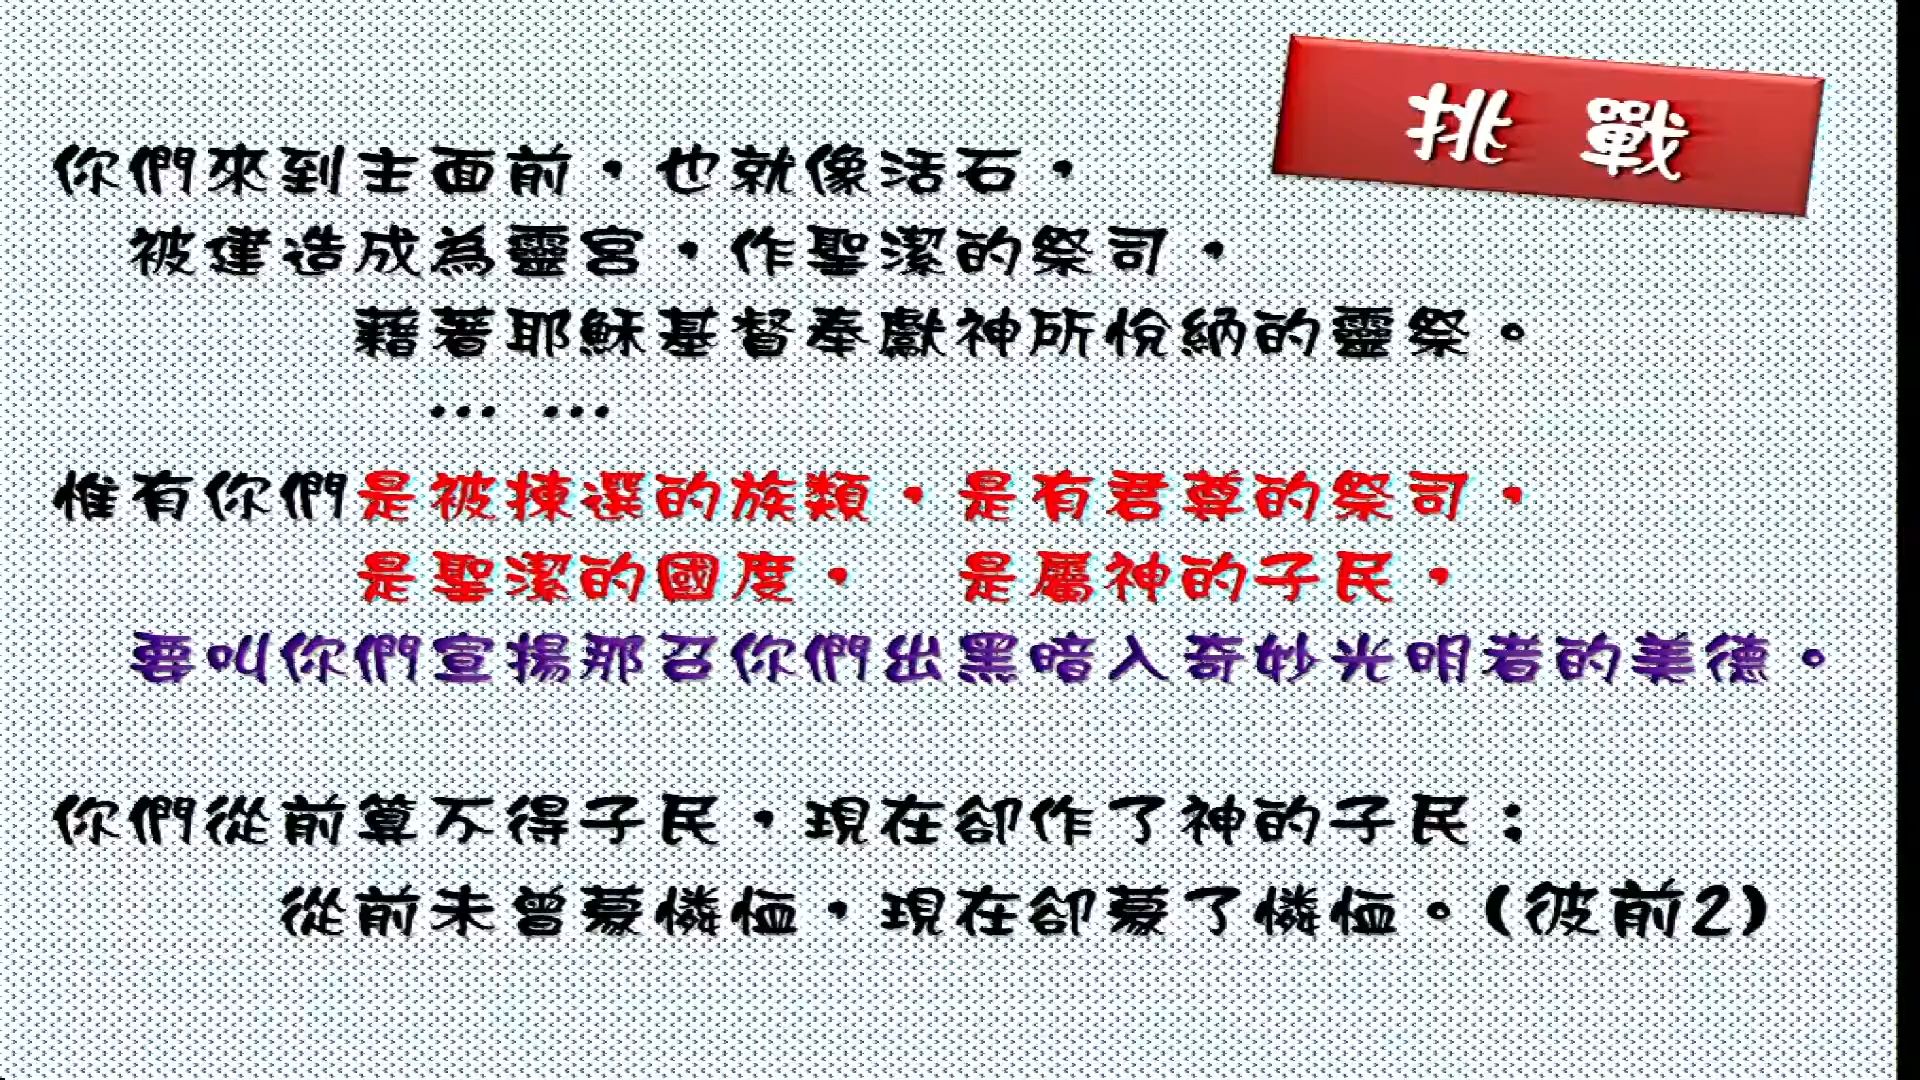 挑 戰
你們來到主面前，也就像活石，
被建造成為靈宮，作聖潔的祭司，
藉著耶穌基督奉獻神所悅納的靈祭。
… …
惟有你們是被揀選的族類，是有君尊的祭司，
是聖潔的國度，　是屬神的子民，
要叫你們宣揚那召你們出黑暗入奇妙光明者的美德。
你們從前算不得子民，現在卻作了神的子民；
從前未曾蒙憐恤，現在卻蒙了憐恤。(彼前2)